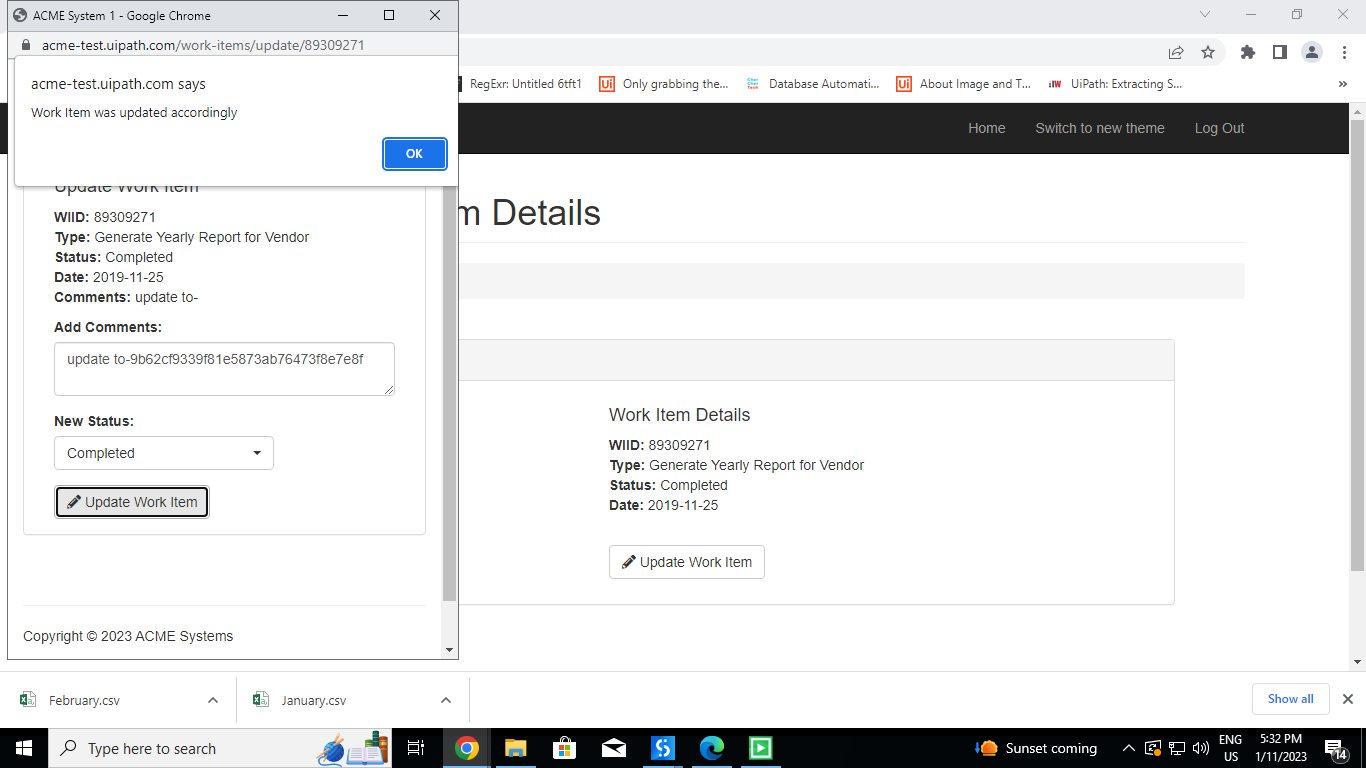 ACME System 1 - Google Chrome
acme-test.uipath.com/work-items/update/89309271
acme-test.uipath.com says
Work Item was updated accordingly
OK
RegExr: Untitled 6tft1
Only grabbing the...
Database Automati...
About Image and T...
UiPath: Extracting S...
»
Home
Switch to new theme
Log Out
Update Work Item
WIID: 89309271
Type: Generate Yearly Report for Vendor
Status: Completed
Date: 2019-11-25
Comments: update to-
Add Comments:
update to-9b62cf9339f81e5873ab76473f8e7e8f
New Status:
Completed
Update Work Item
Copyright © 2023 ACME Systems
m Details
Work Item Details
WIID: 89309271
Type: Generate Yearly Report for Vendor
Status: Completed
Date: 2019-11-25
Update Work Item
February.csv
January.csv
Show all
Type here to search
Sunset coming
ENG
US
5:32 PM
1/11/2023
14